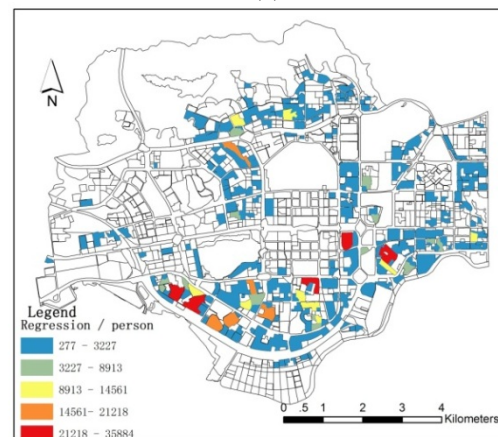 N
Legend
Regression / person
277 - 3227
3227 - 8913
8913 - 14561
14561- 21218
21218 - 35884
0 .5 1 2 3 4
Kilometers